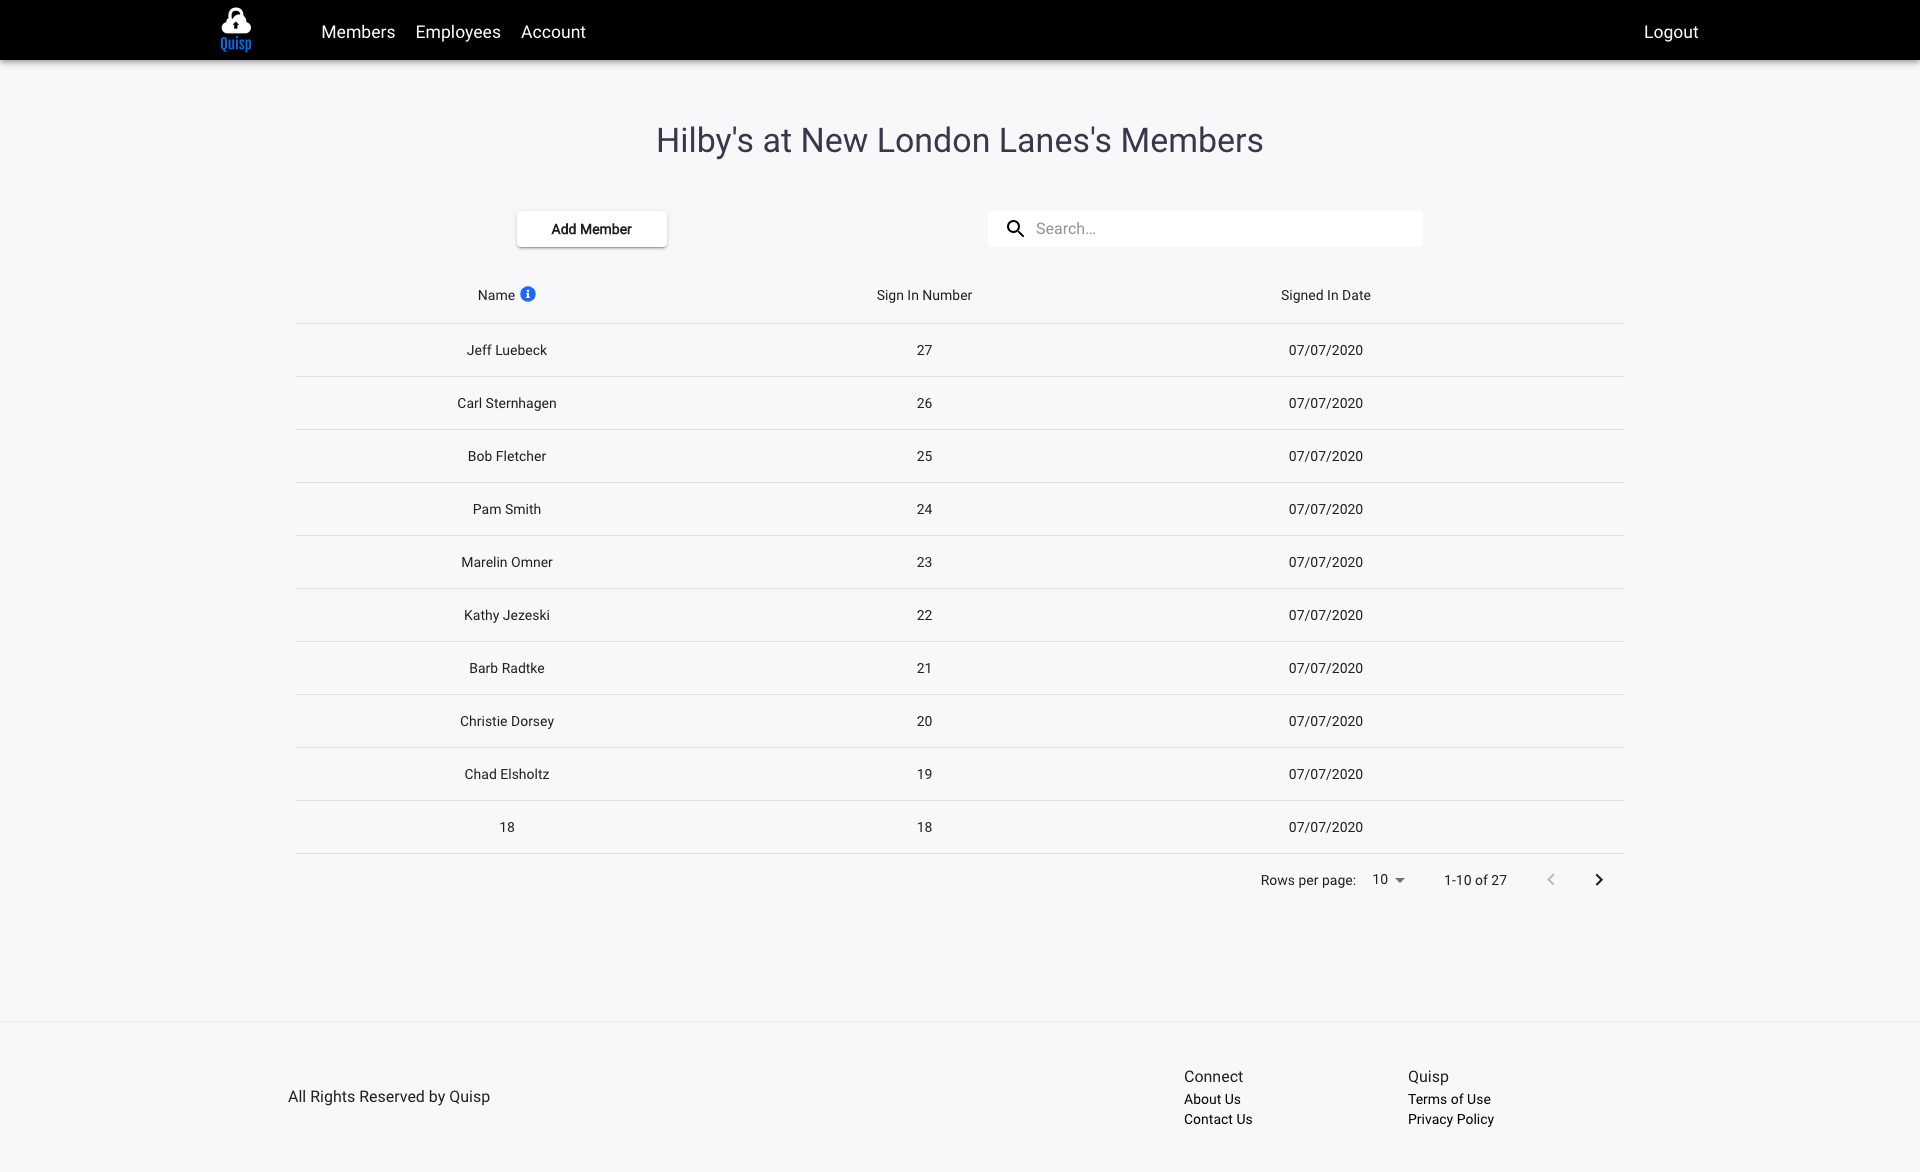 Quisp
Members Employees Account Logout
Hilby's at New London Lanes's Members
Add Member Search...
Name Sign In Number Signed In Date
Jeff Luebeck 27 07/07/2020
Carl Sternhagen 26 07/07/2020
Bob Fletcher 25 07/07/2020
Pam Smith 24 07/07/2020
Marelin Omner 23 07/07/2020
Kathy Jezeski 22 07/07/2020
Barb Radtke 21 07/07/2020
Christie Dorsey 20 07/07/2020
Chad Elsholtz 19 07/07/2020
18 18 07/07/2020
Rows per page: 10 1-10 of 27
All Rights Reserved by Quisp
Connect
About Us
Contact Us
Quisp
Terms of Use
Privacy Policy